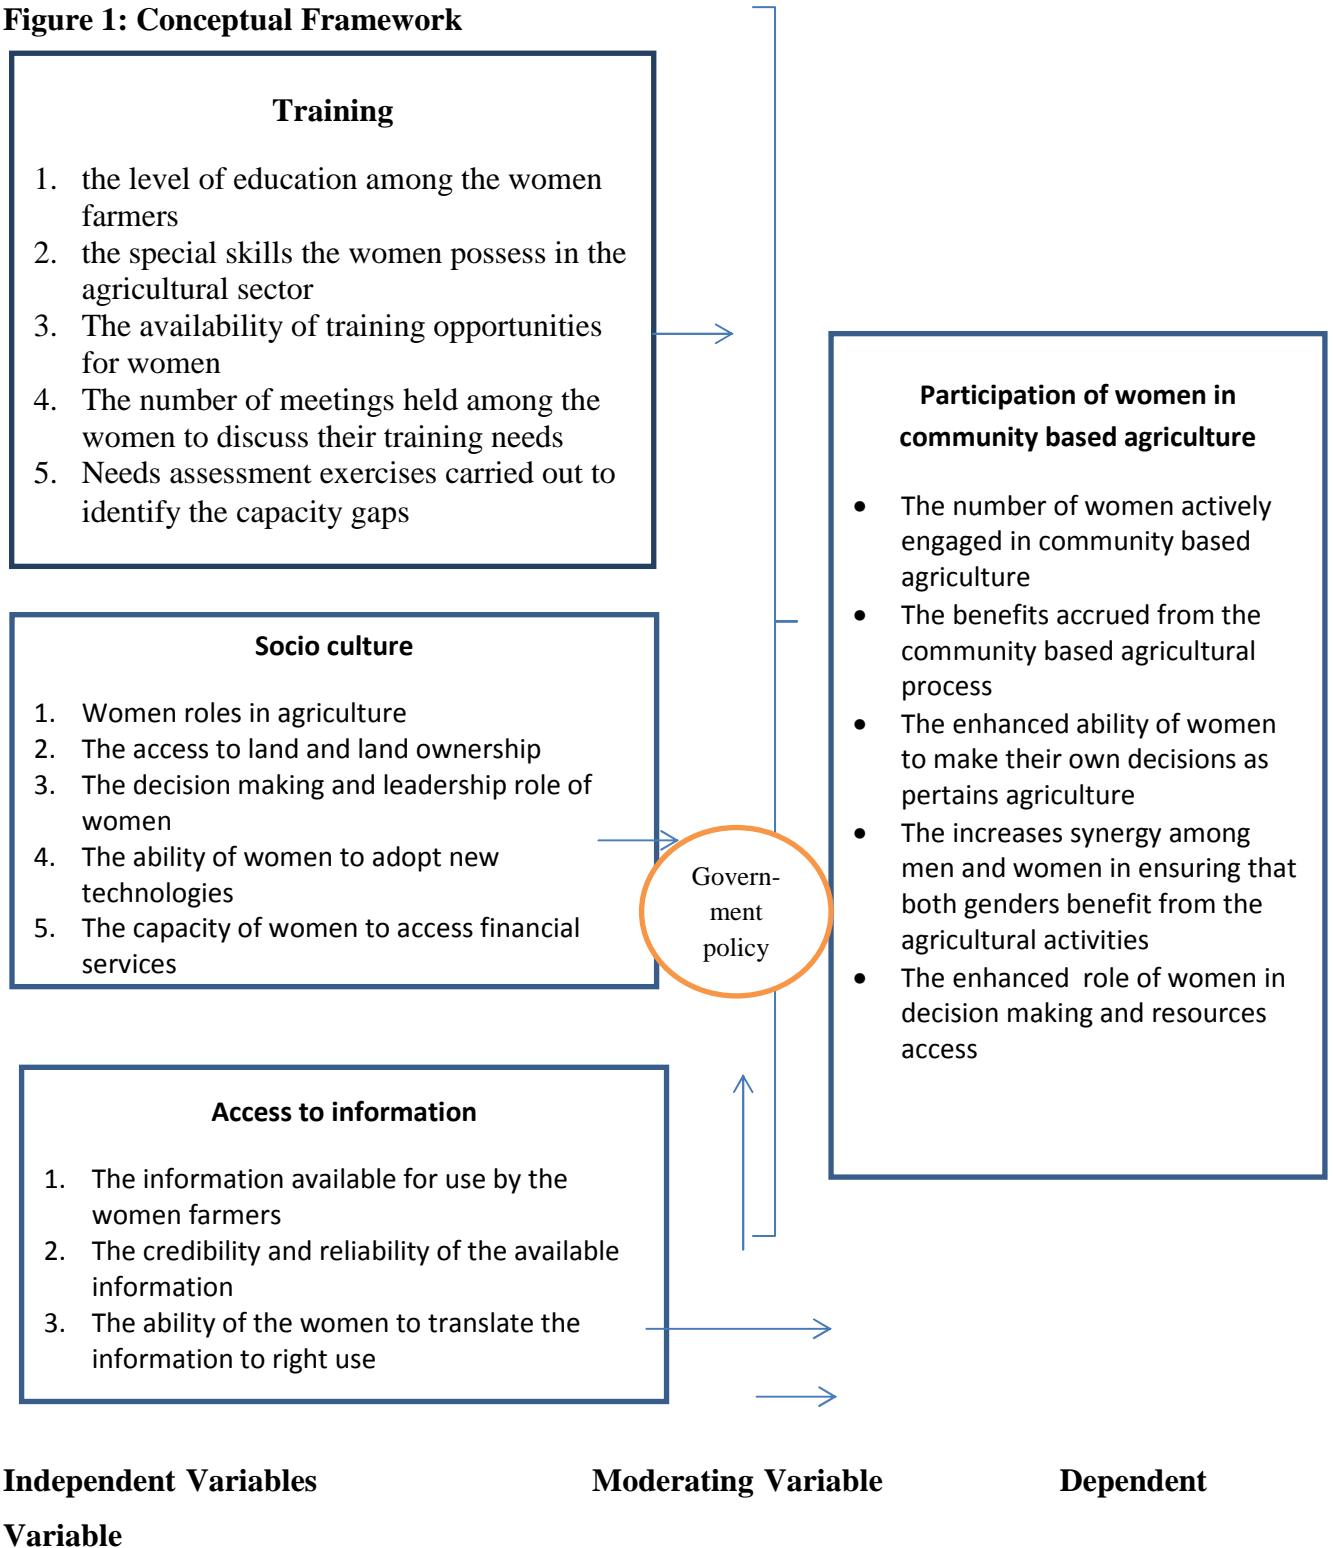 Figure 1: Conceptual Framework
Training
1. the level of education among the women
farmers
2. the special skills the women possess in the
agricultural sector
3. The availability of training opportunities
for women
4. The number of meetings held among the
women to discuss their training needs
5. Needs assessment exercises carried out to
identify the capacity gaps
Socio culture
1. Women roles in agriculture
2. The access to land and land ownership
3. The decision making and leadership role of
women
4. The ability of women to adopt new
technologies
5. The capacity of women to access financial
services
Access to information
1. The information available for use by the
women farmers
2. The credibility and reliability of the available
information
3. The ability of the women to translate the
information to right use
Govern-
ment
policy
Participation of women in
community based agriculture
• The number of women actively
engaged in community based
agriculture
• The benefits accrued from the
community based agricultural
process
• The enhanced ability of women
to make their own decisions as
pertains agriculture
• The increases synergy among
men and women in ensuring that
both genders benefit from the
agricultural activities
• The enhanced  role of women in
decision making and resources
access
Independent Variables Moderating Variable Dependent
Variable